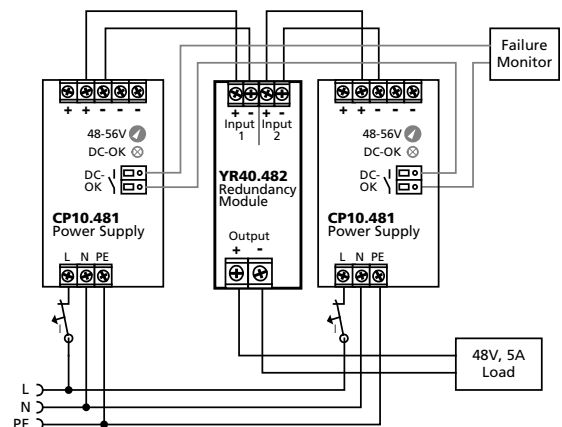 Failure
Monitor
+ + - - -
48-56V
DC-OK
DC-
OK
CP10.481
Power Supply
L N PE
+ - + -
Input
1
Input
2
YR40.482
Redundancy
Module
Output
+ -
+ + - - -
48-56V
DC-OK
DC-
OK
CP10.481
Power Supply
L N PE
I
I
48V, 5A
Load
L
N
PE